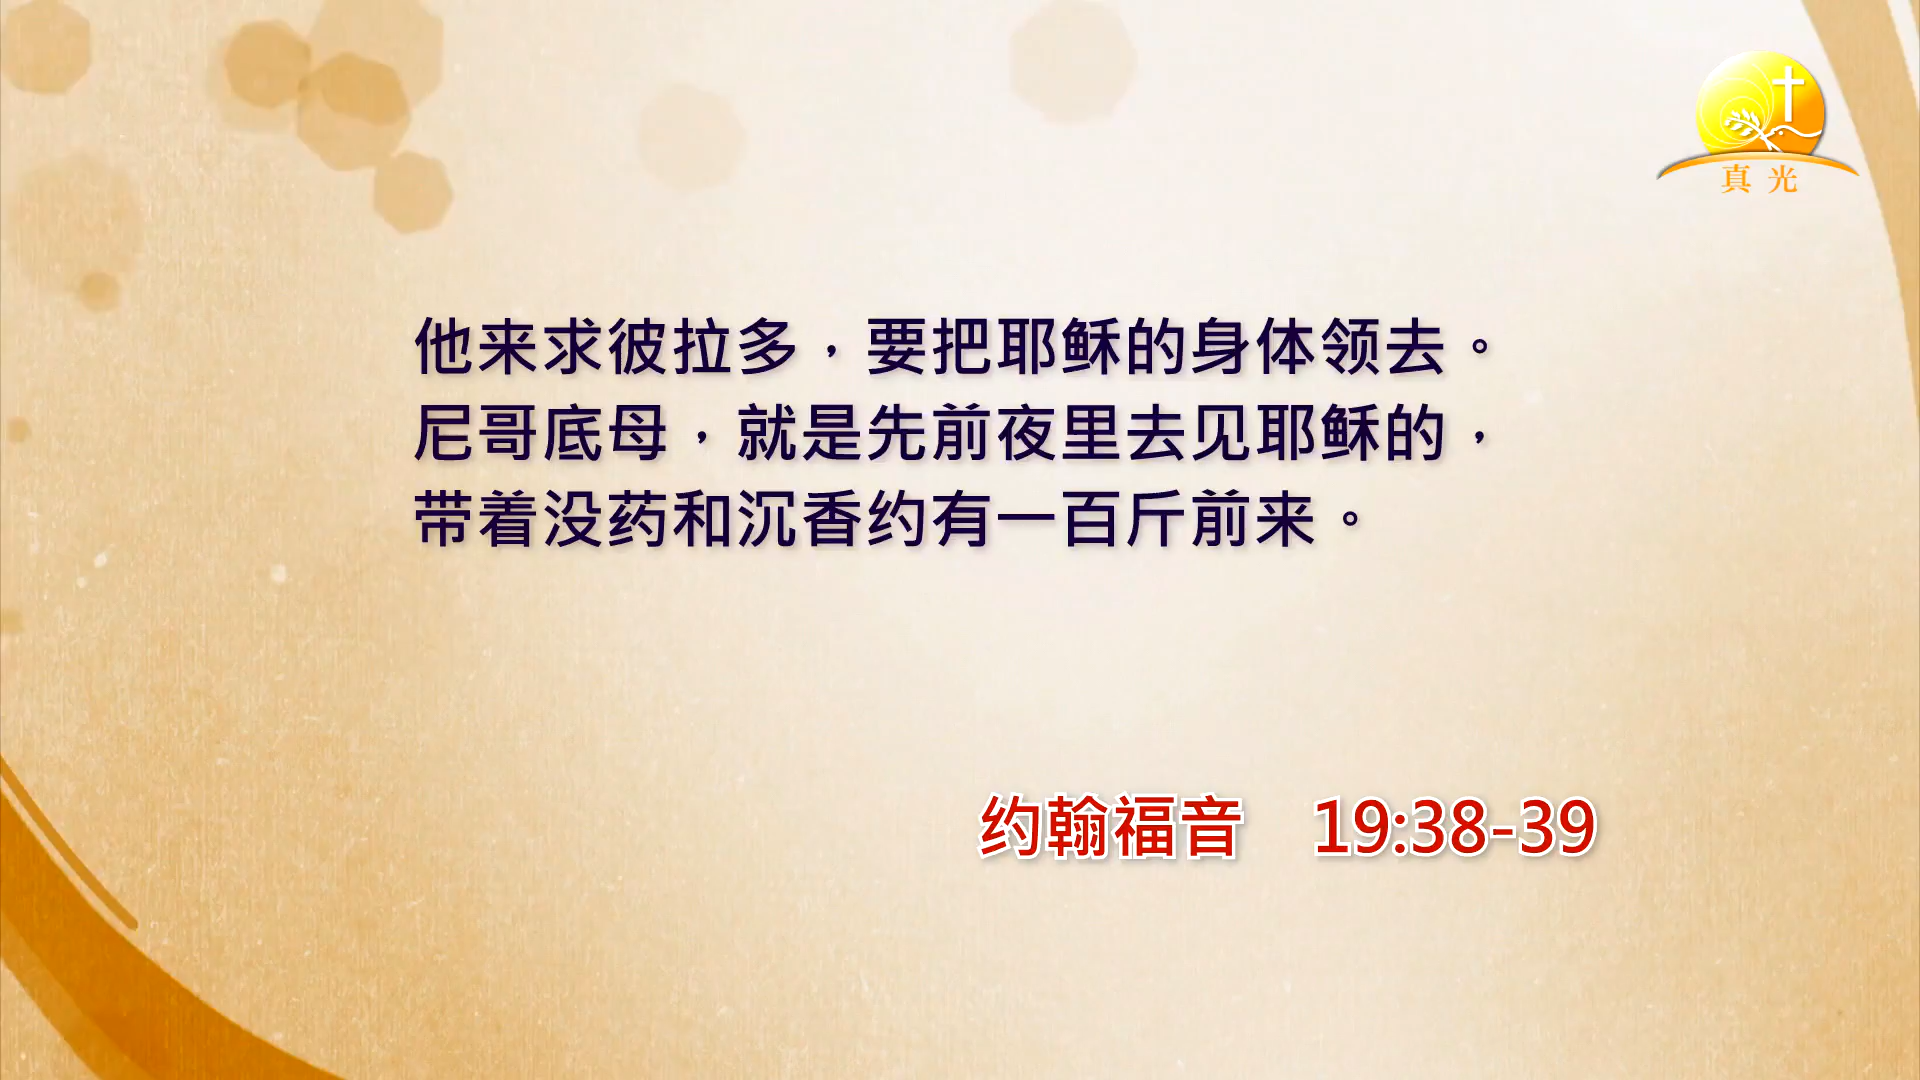 真光
他来求彼拉多，要把耶稣的身体领去。
尼哥底母，就是先前夜里去见耶稣的，
带着没药和沉香约有一百斤前来。
约翰福音 19:38-39